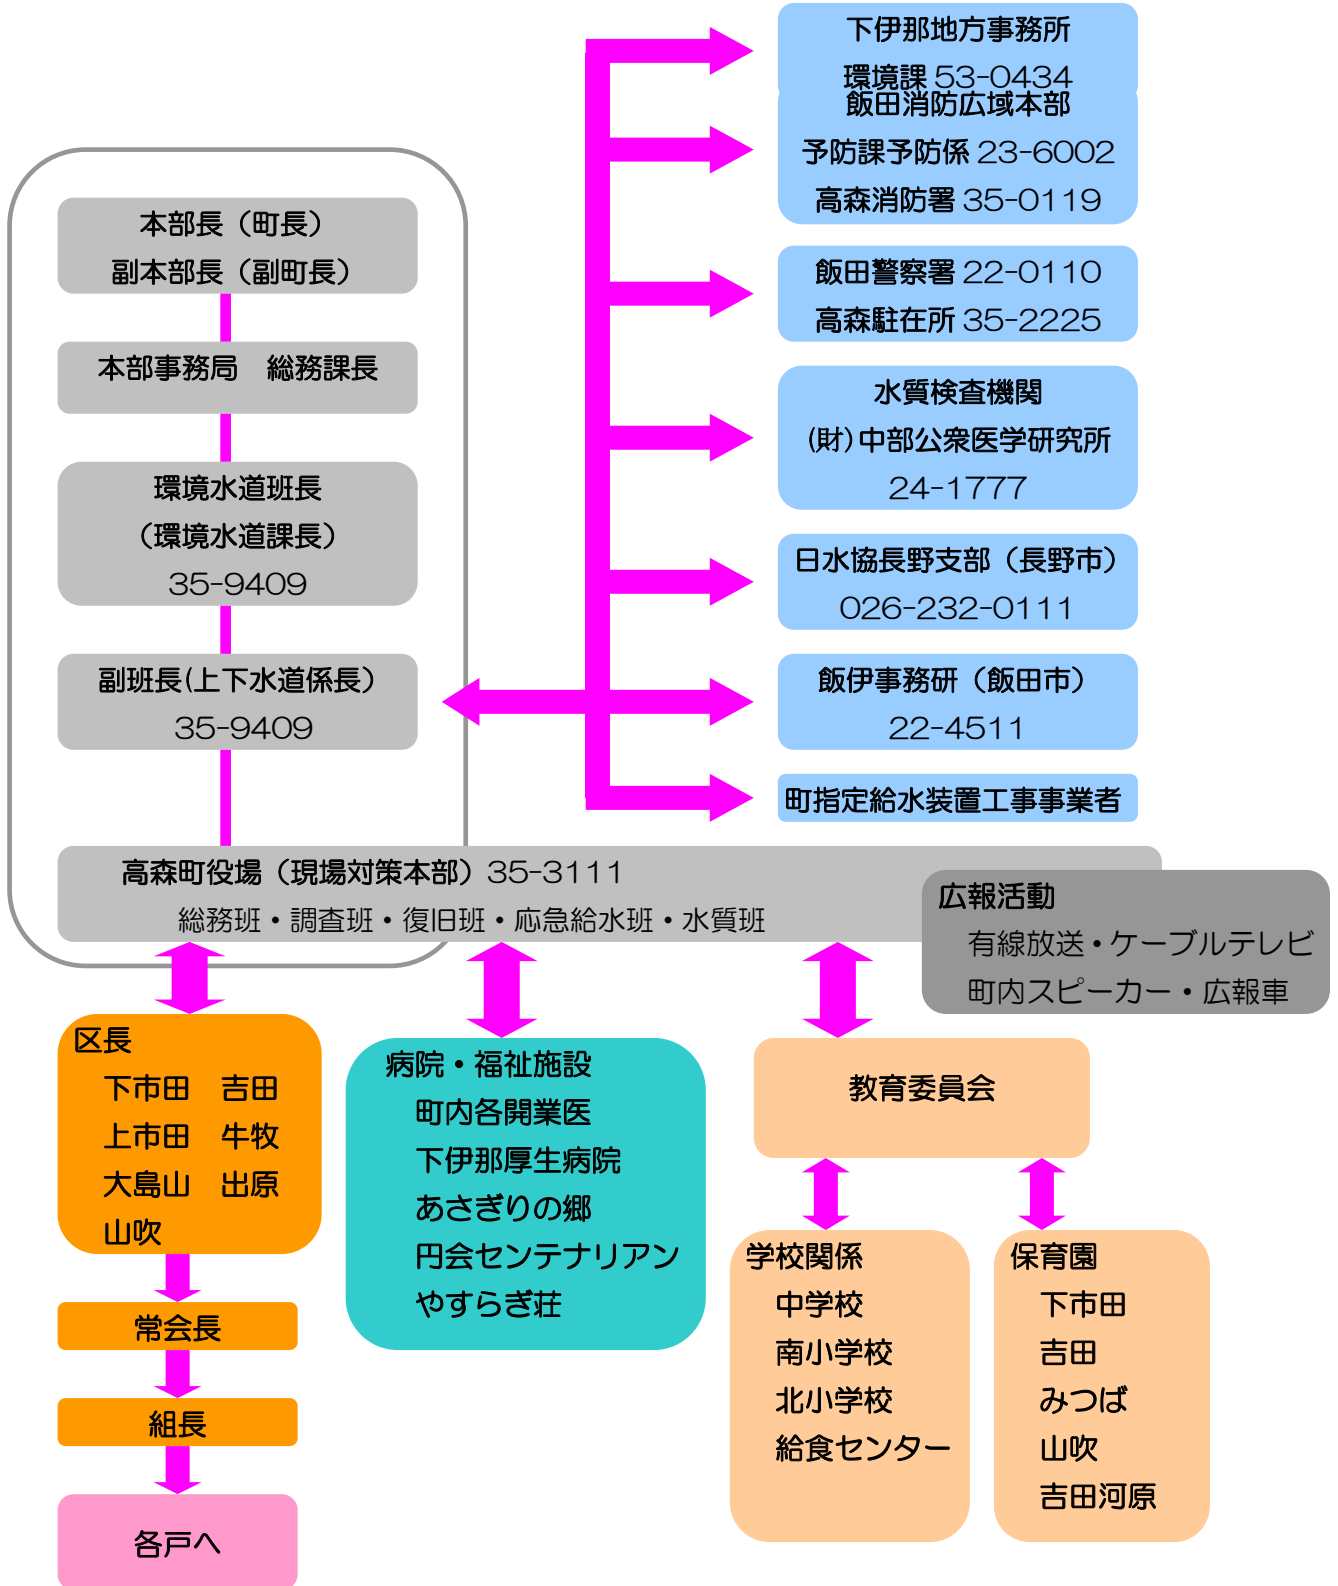 下伊那地方事務所
環境課 53-0434
飯田消防広域本部
予防課予防係 23-6002
高森消防署 35-0119
飯田警察署 22-0110
高森駐在所 35-2225
水質検査機関
(財)中部公衆医学研究所
24-1777
日水協長野支部（長野市）
026-232-0111
飯伊事務研（飯田市）
22-4511
町指定給水装置工事事業者
本部長（町長）
副本部長（副町長）
本部事務局　総務課長
環境水道班長
（環境水道課長）
35-9409
副班長(上下水道係長）
35-9409
高森町役場（現場対策本部）35-3111
総務班・調査班・復旧班・応急給水班・水質班
広報活動
有線放送・ケーブルテレビ
町内スピーカー・広報車
区長
下市田　吉田
上市田　牛牧
大島山　出原
山吹
常会長
組長
各戸へ
病院・福祉施設
町内各開業医
下伊那厚生病院
あさぎりの郷
円会センテナリアン
やすらぎ荘
教育委員会
学校関係
中学校
南小学校
北小学校
給食センター
保育園
下市田
吉田
みつば
山吹
吉田河原